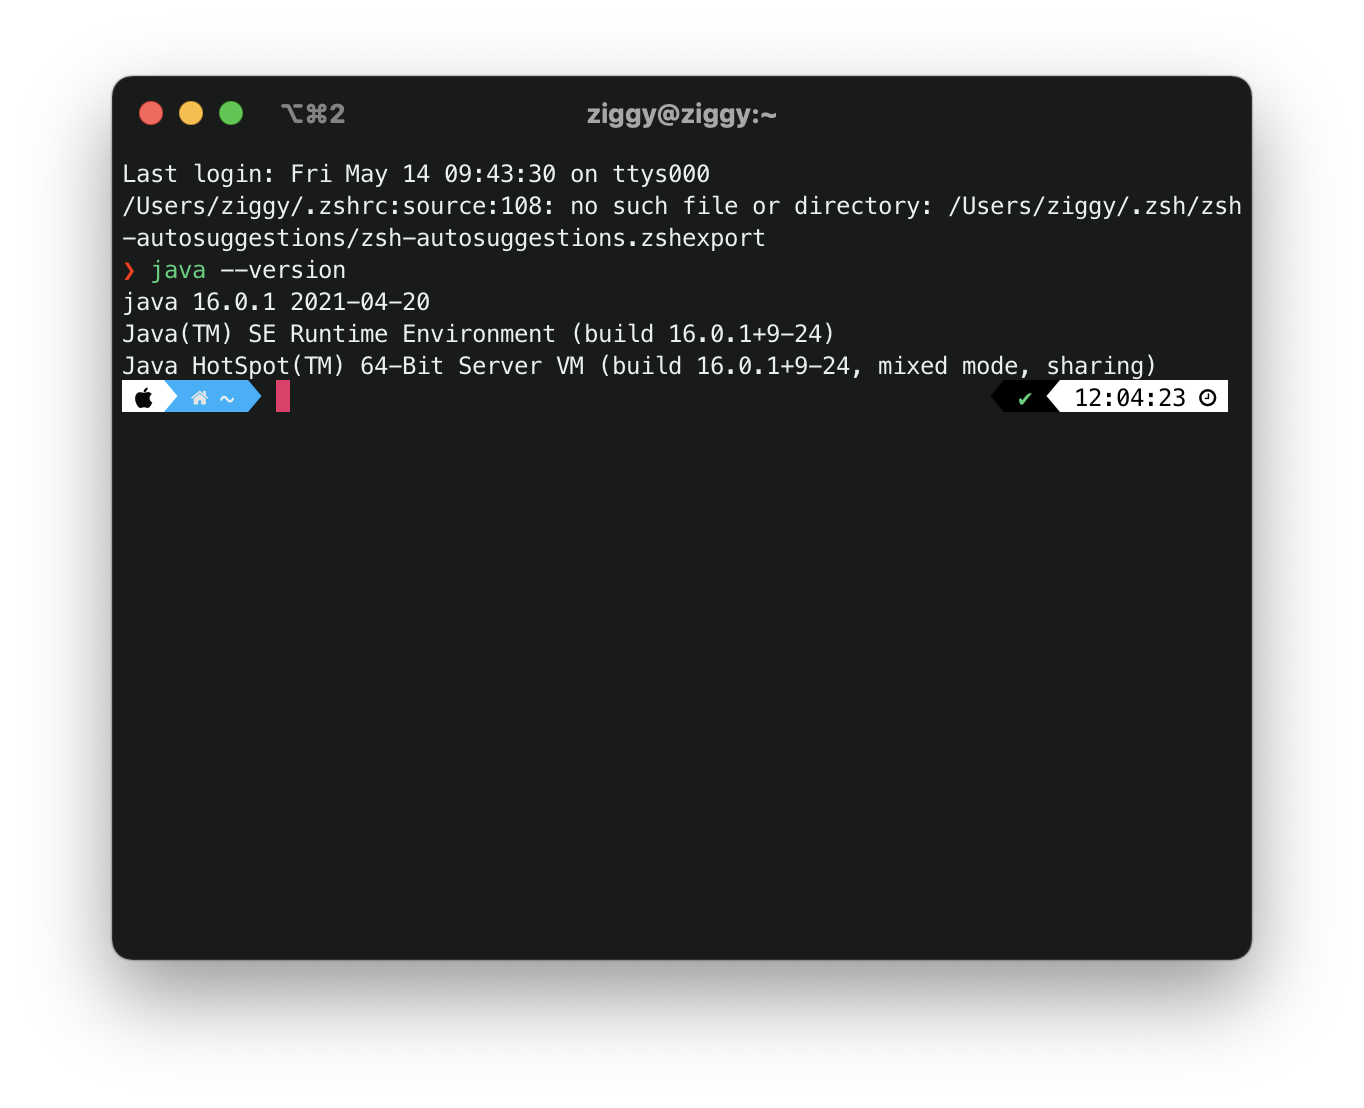 ⌥⌘2 ziggy@ziggy:~
Last login: Fri May 14 09:43:30 on ttys000
/Users/ziggy/.zshrc:source:108: no such file or directory: /Users/ziggy/.zsh/zsh
-autosuggestions/zsh-autosuggestions.zshexport
❯ java --version
java 16.0.1 2021-04-20
Java(TM) SE Runtime Environment (build 16.0.1+9-24)
Java HotSpot(TM) 64-Bit Server VM (build 16.0.1+9-24, mixed mode, sharing)
~ ✔ 12:04:23